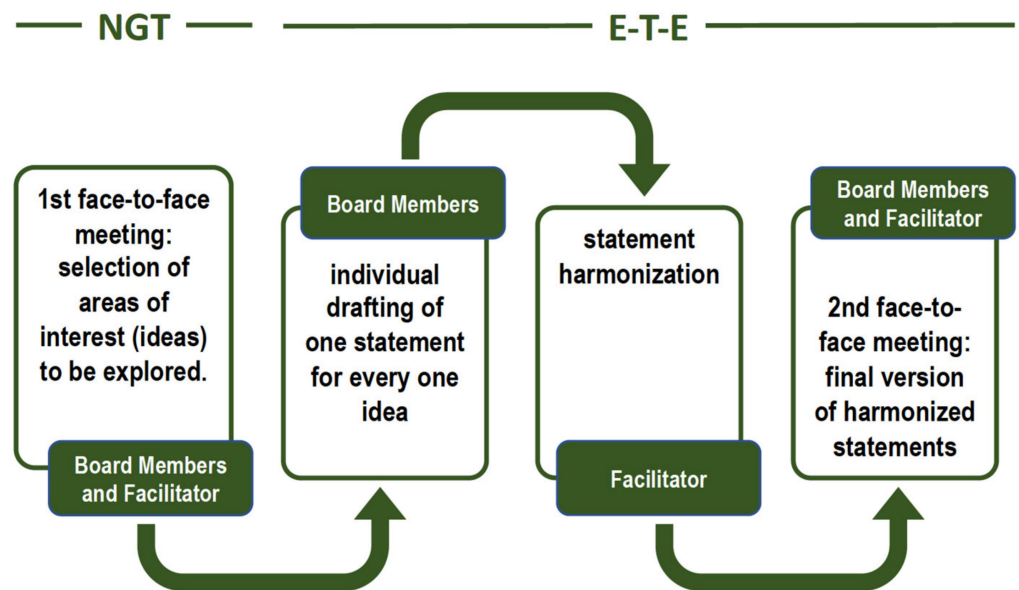 NGT
E-T-E
1st face-to-face
meeting:
selection of
areas of
interest (ideas)
to be explored.
Board Members
and Facilitator
Board Members
individual
drafting of
one statement
for every one
idea
statement
harmonization
Facilitator
Board Members
and Facilitator
2nd face-to-
face meeting:
final version
of harmonized
statements